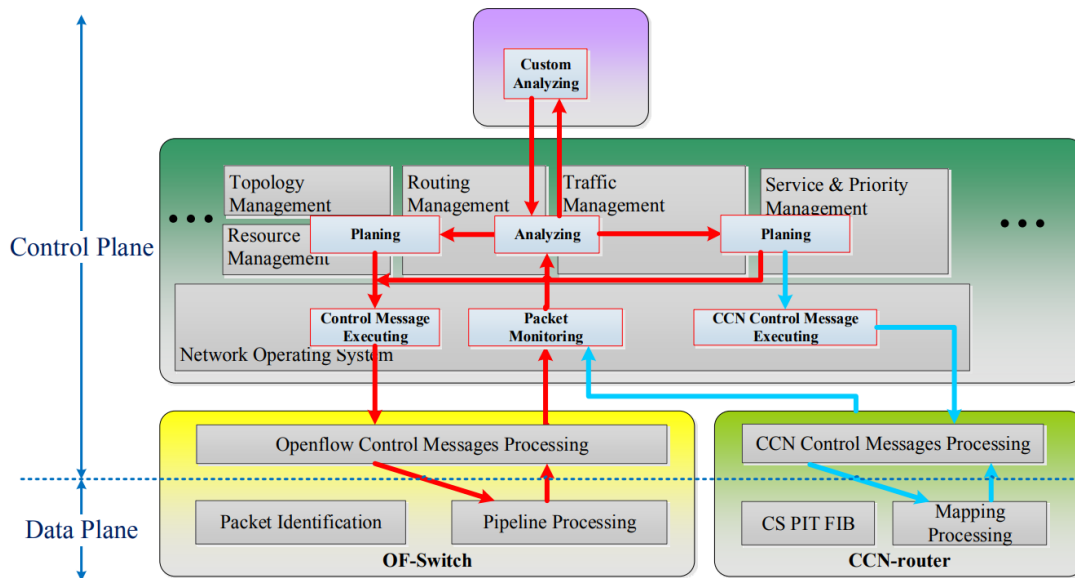 Custom
Analyzing
Control Plane
Topology
Management
Routing
Management
Traffic
Management
Service & Priority
Management
• • •
Resource
Management
Planing
Analyzing
Planing
• • •
Control Message
Executing
Packet
Monitoring
CCN Control Message
Executing
Network Operating System
Openflow Control Messages Processing
CCN Control Messages Processing
Data Plane
Packet Identification
Pipeline Processing
CS PIT FIB
Mapping
Processing
OF-Switch
CCN-router